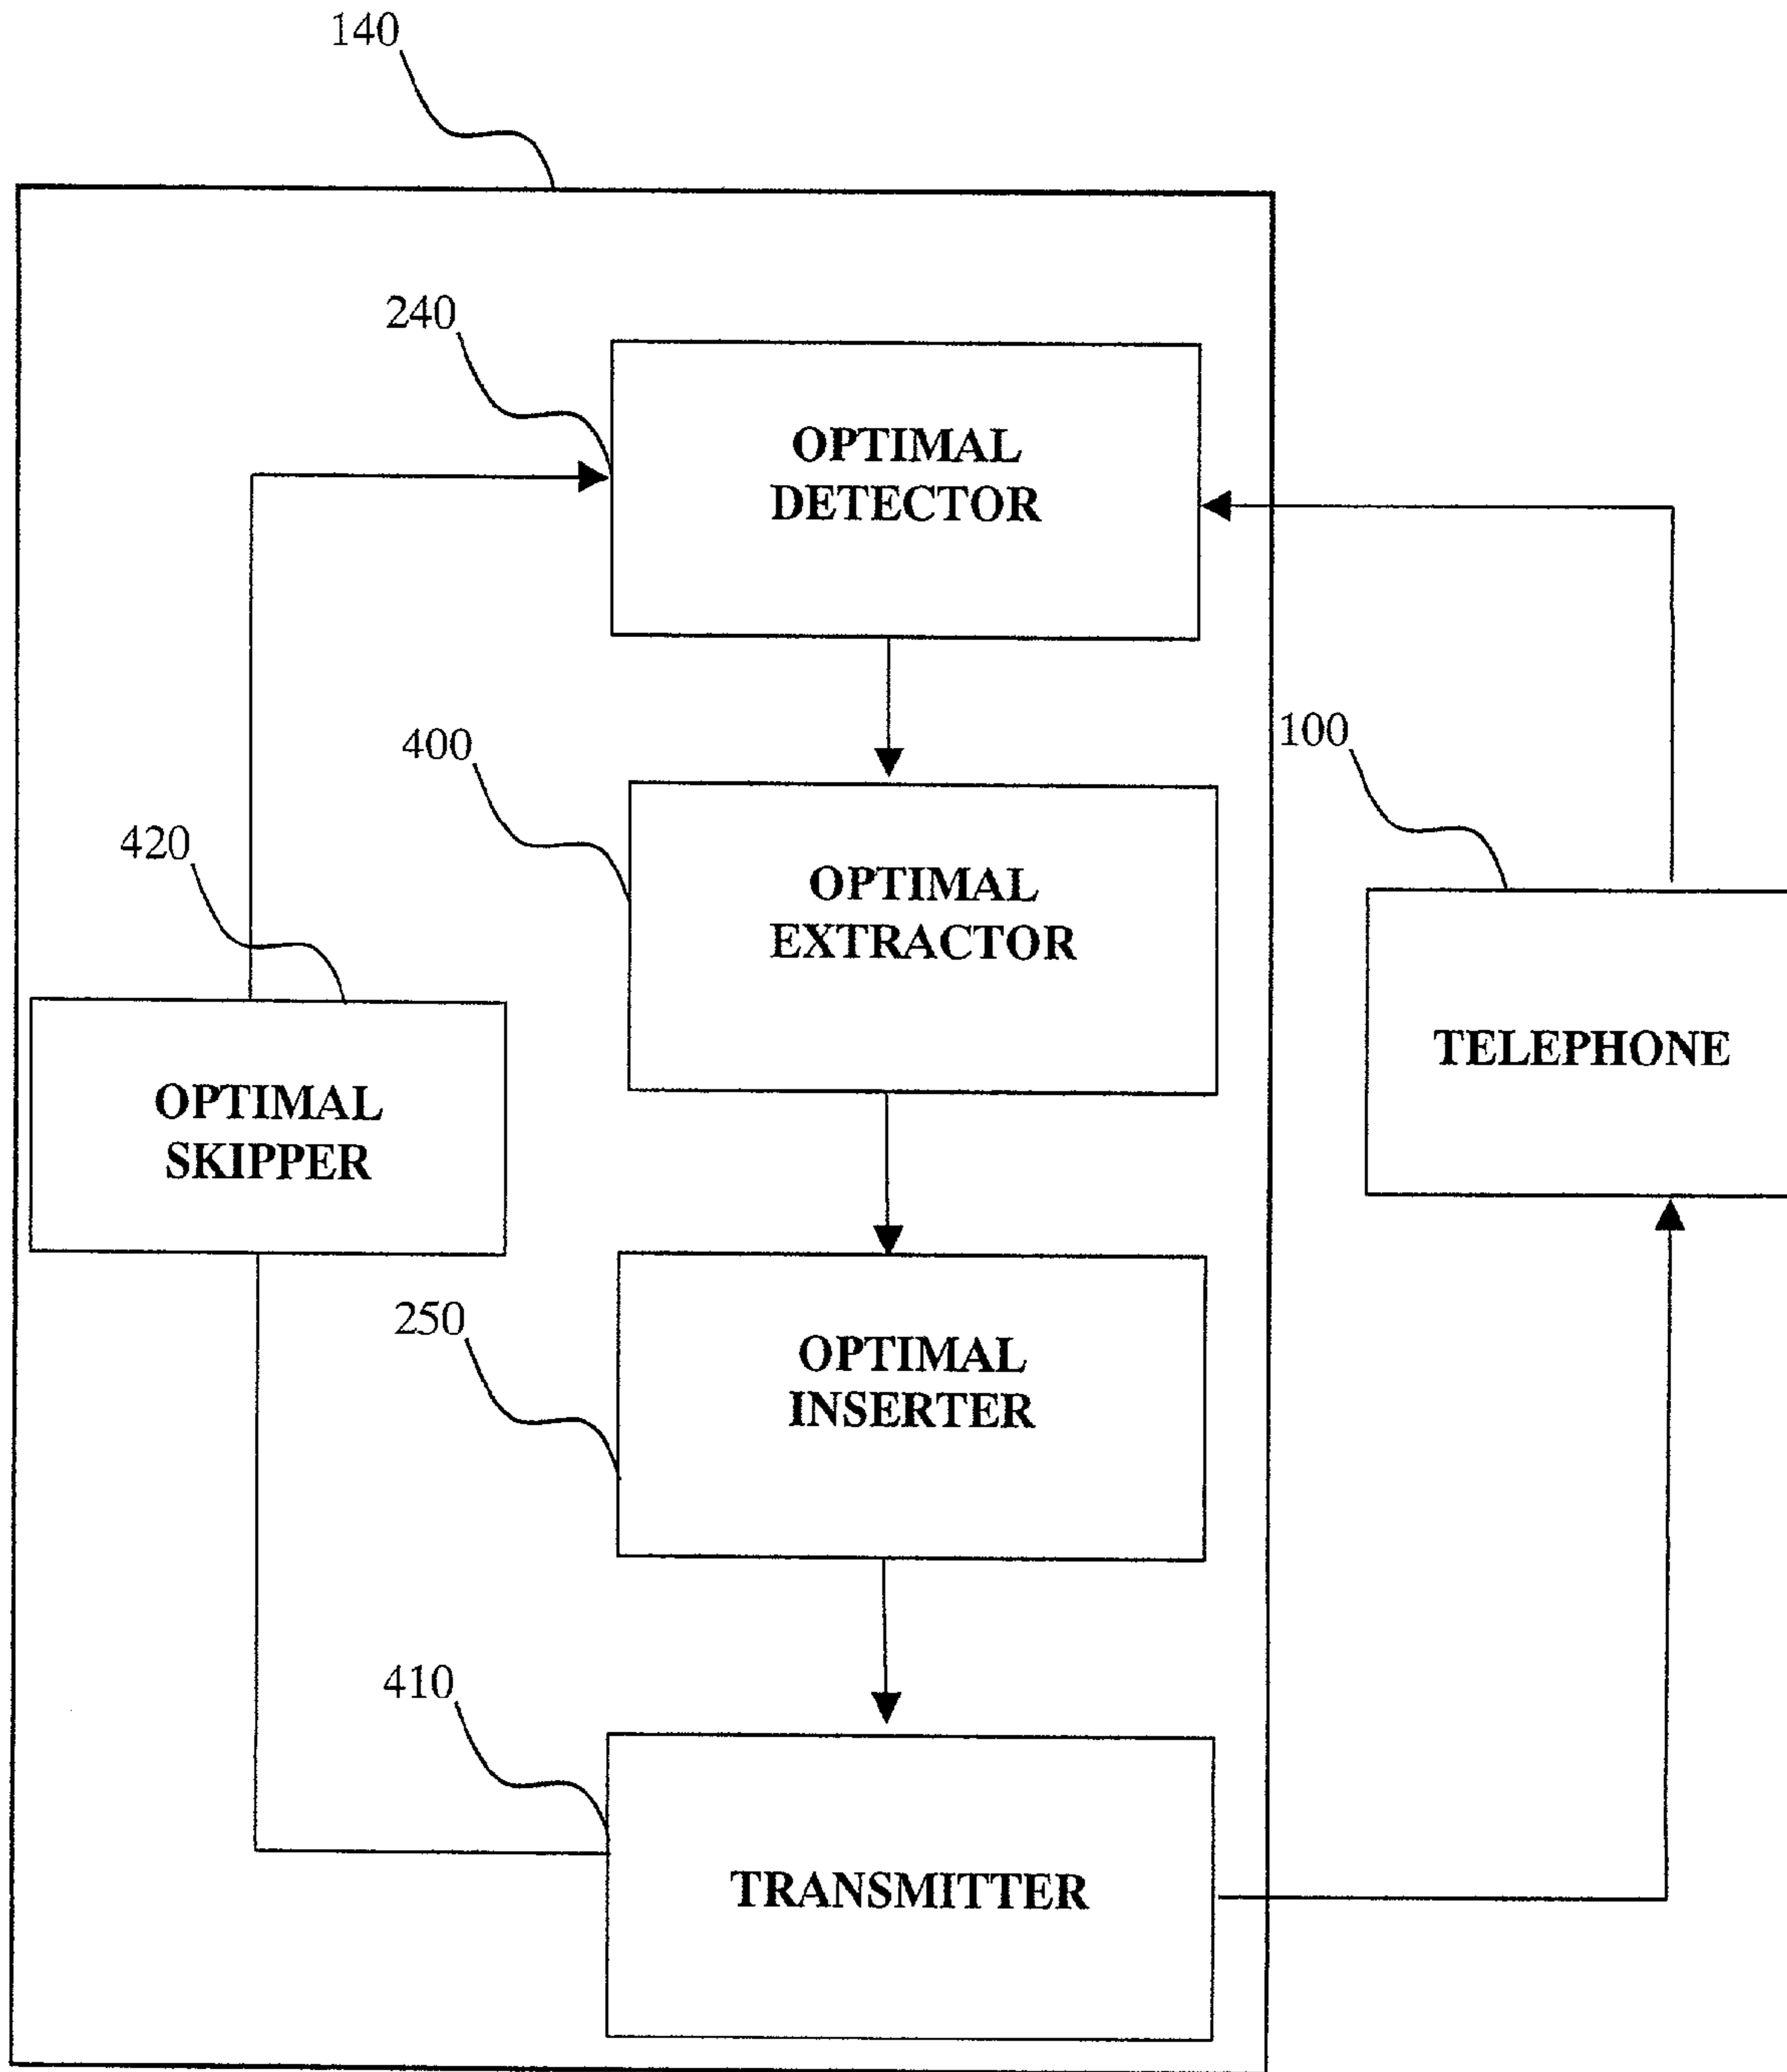 140
240
OPTIMAL
DETECTOR
400
100
420
OPTIMAL
EXTRACTOR
TELEPHONE
OPTIMAL
SKIPPER
250
OPTIMAL
INSERTER
410
TRANSMITTER